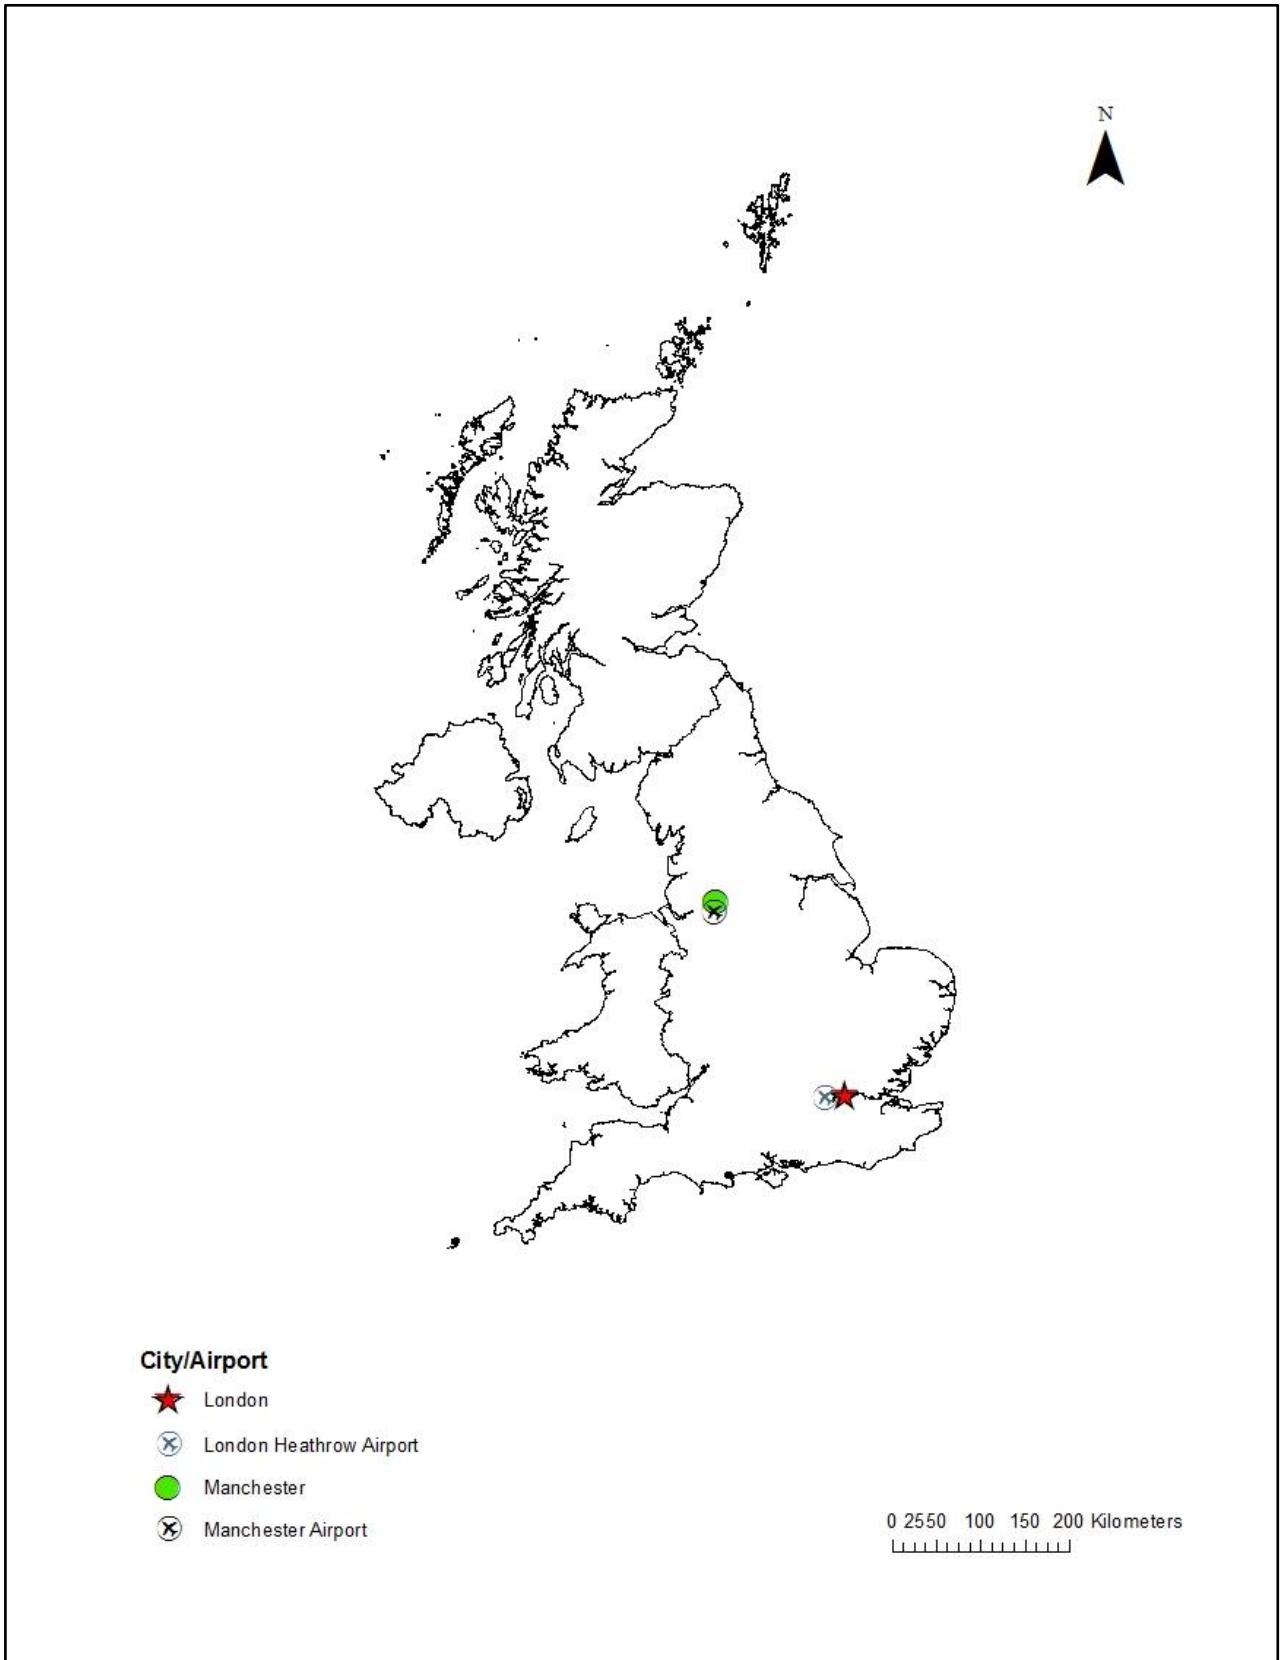 N
City/Airport
London
London Heathrow Airport
Manchester
Manchester Airport
0 2550 100 150 200 Kilometers